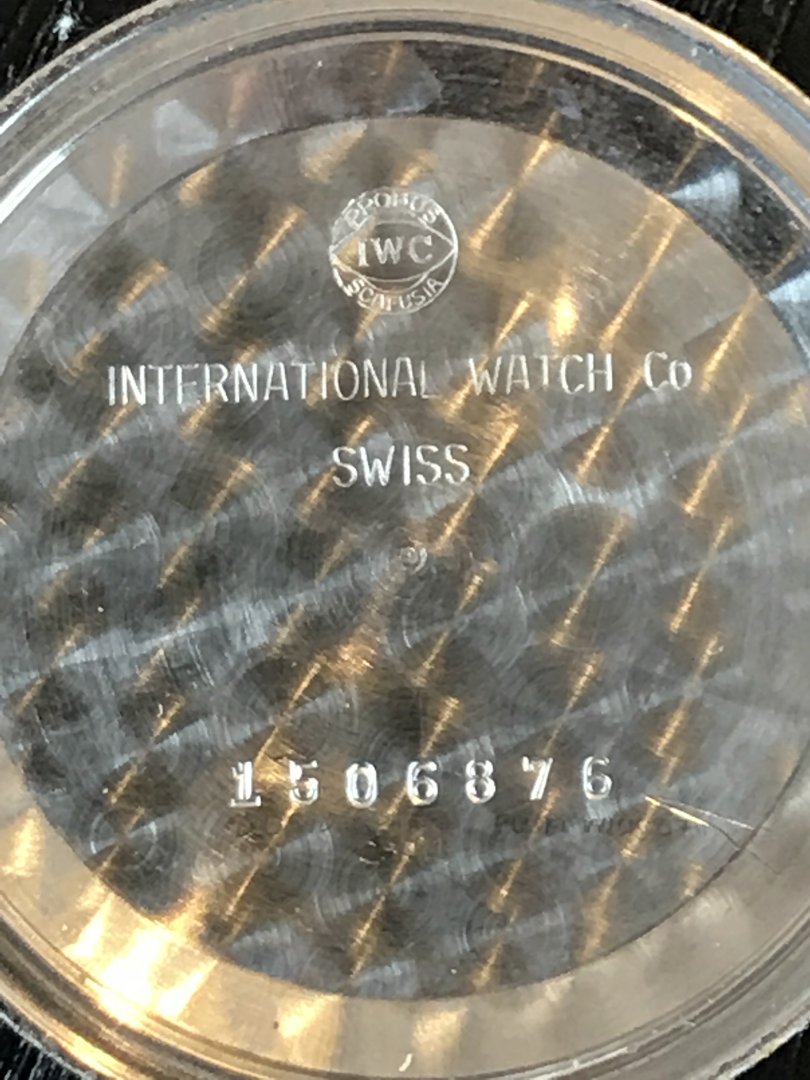 PROBUS
IWC
SCAFUSIA
INTERNATIONAL WATCH Co
SWISS
1506876